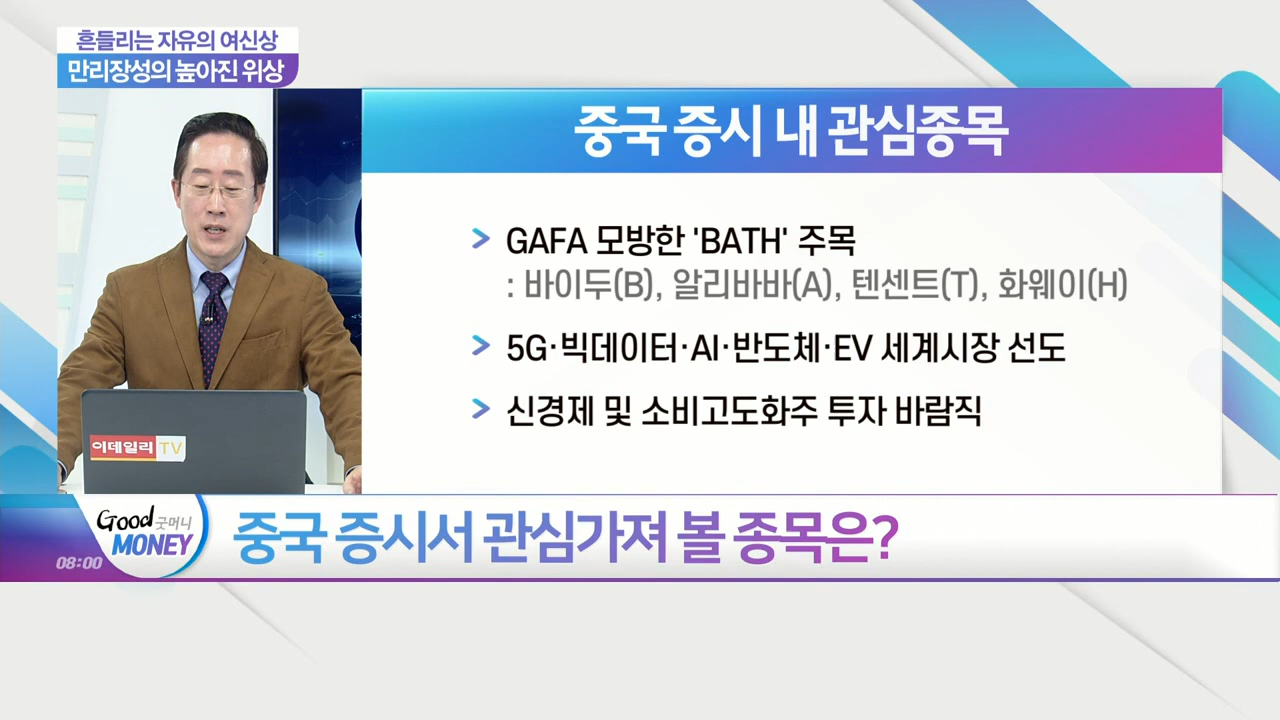 흔들리는 자유의 여신상
만리장성의 높아진 위상
중국 증시 내 관심종목
> GAFA 모방한 'BATH' 주목
: 바이두(B), 알리바바(A), 텐센트(T), 화웨이(H)
> 5G·빅데이터·AI·반도체·EV 세계시장 선도
> 신경제 및 소비고도화주 투자 바람직
이데일리 TV
Good 굿머니
MONEY
08:00
중국 증시서 관심가져 볼 종목은?